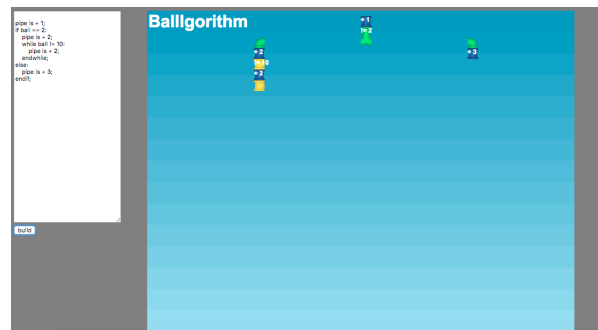 pipe is + 1;
if ball == 2:
pipe is + 2;
while ball != 10:
pipe is + 2;
endwhile;
else:
pipe is + 3;
endif;
build
Balllgorithm
+ 1
!= 2
+ 2
+ 3
!= 10
+ 2